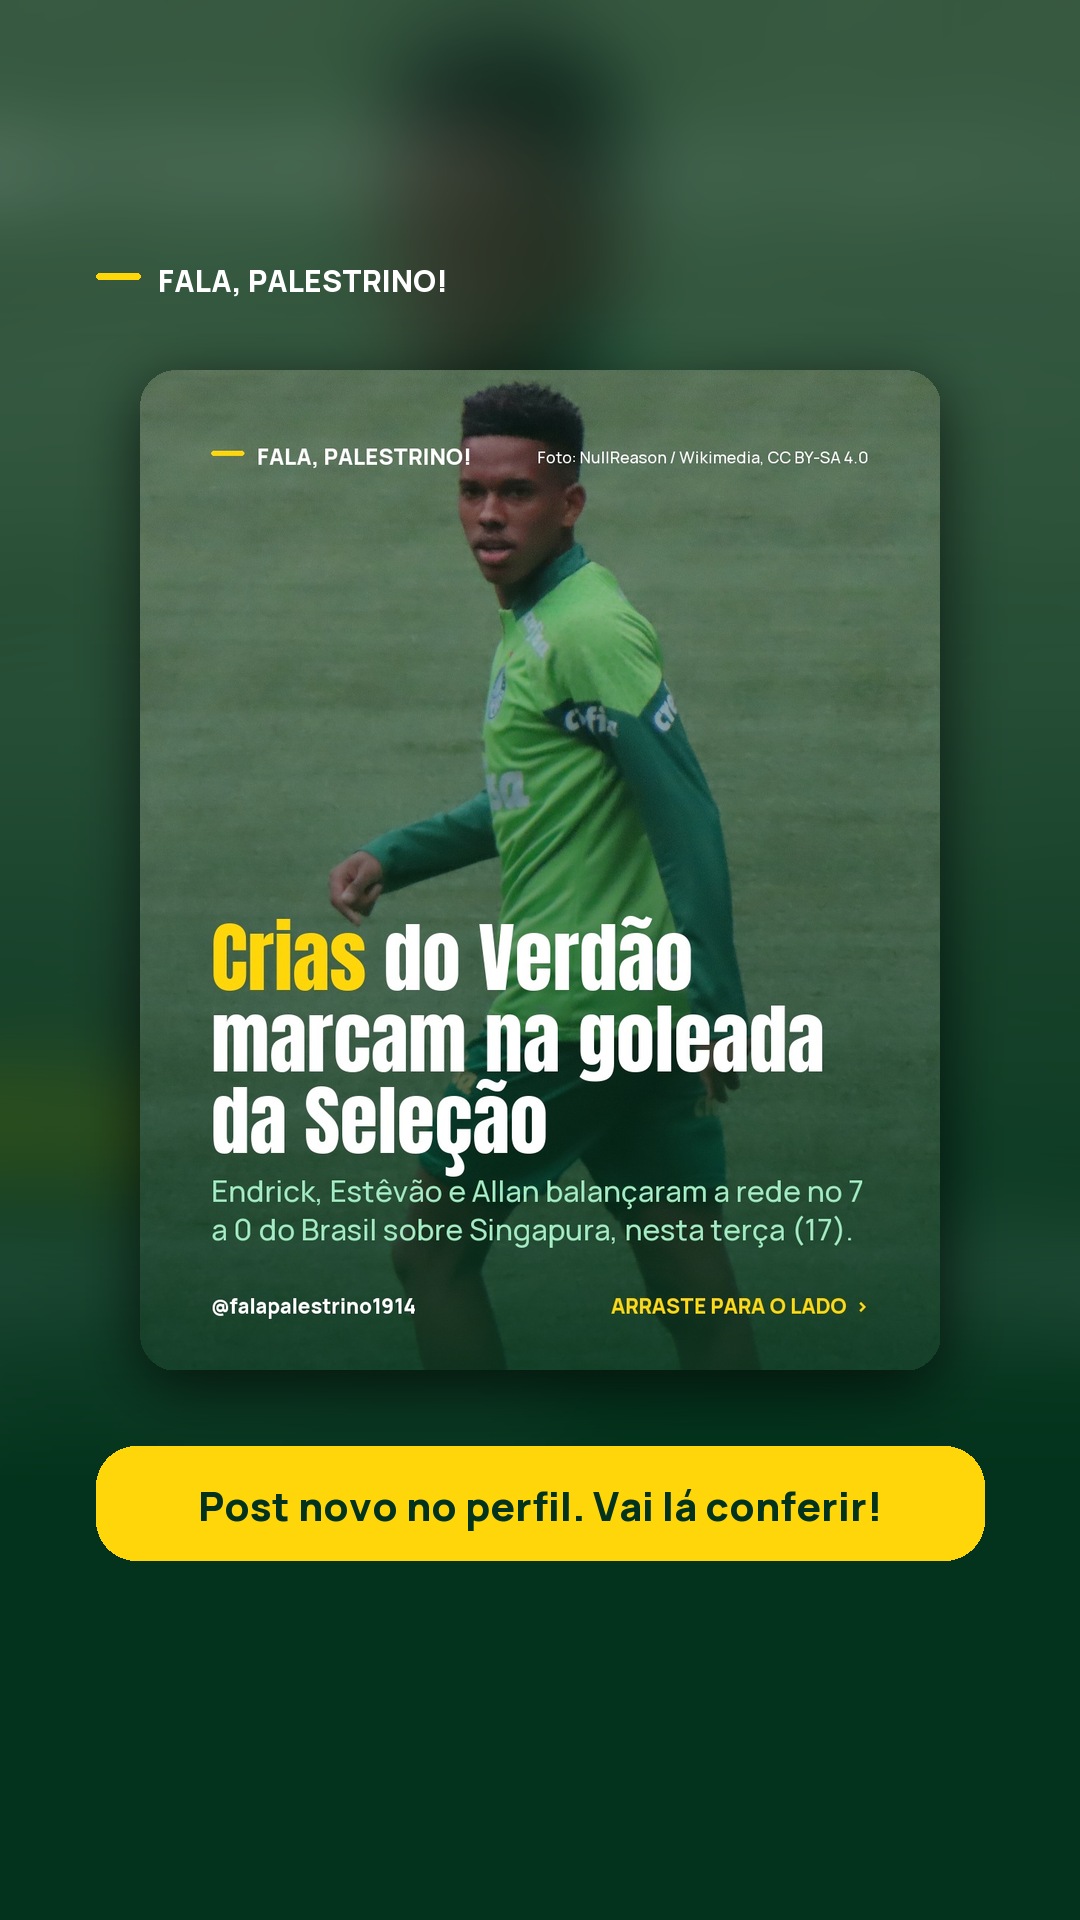 FALA, PALESTRINO!
FALA, PALESTRINO!
Foto: NullReason / Wikimedia, CC BY-SA 4.0
Crias do Verdão
marcam na goleada
da Seleção
Endrick, Estêvão e Allan balançaram a rede no 7
a 0 do Brasil sobre Singapura, nesta terça (17).
@falapalestrino1914
ARRASTE PARA O LADO ›
Post novo no perfil. Vai lá conferir!